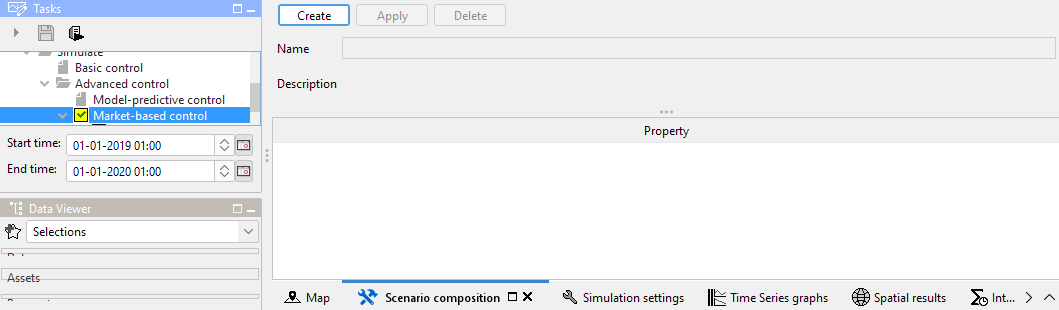 Tasks
Simulate
Basic control
Advanced control
Model-predictive control
Market-based control
Start time: 01-01-2019 01:00
End time: 01-01-2020 01:00
Data Viewer
Selections
Assets
Create Apply Delete
Name
Description
Property
Map Scenario composition Simulation settings Time Series graphs Spatial results Int...